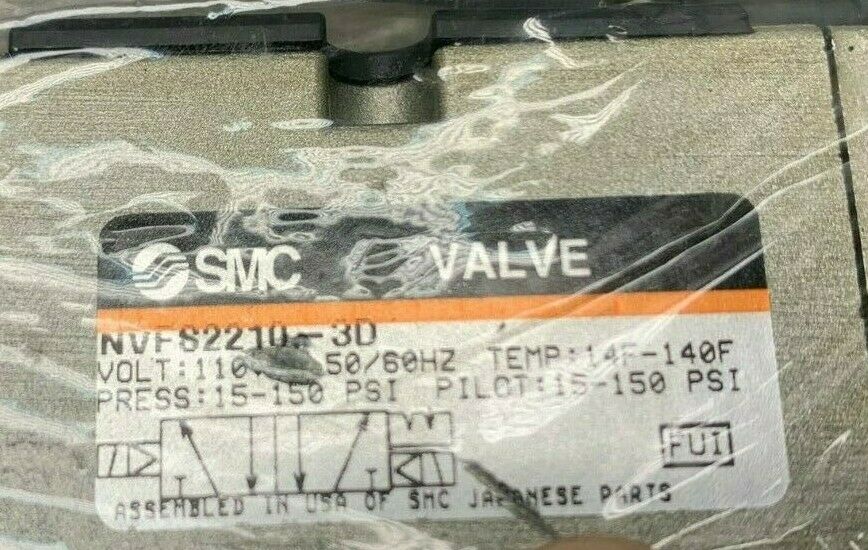 SMC VALVE
NVFS2210-3D
VOLT:110V 50/60HZ TEMP:14F-140F
PRESS:15-150 PSI PILOT:15-150 PSI
FUI
ASSEMBLED IN USA OF SMC JAPANESE PARTS